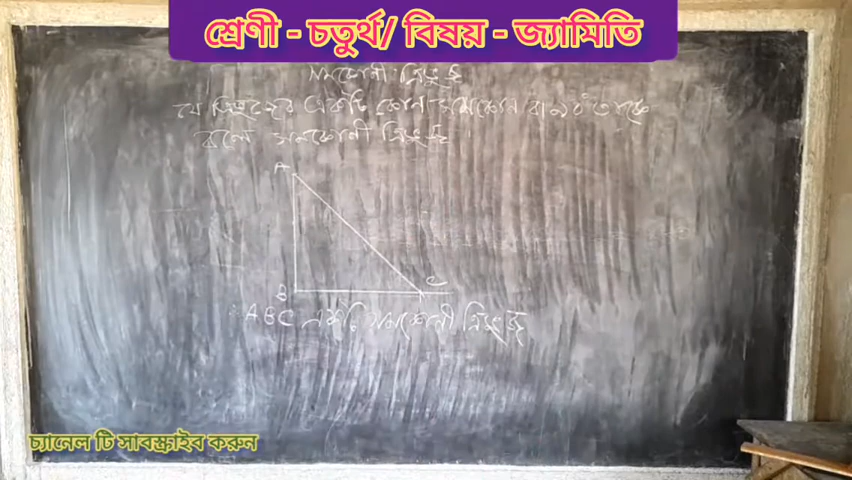 শ্রেণী - চতুর্থ/ বিষয় - জ্যামিতি
সমকোনী ত্রিভুজ
যে ত্রিভুজের একটি কোন সমকোন বা ৯০° তাকে
বলে সমকোনী ত্রিভুজ
A
B
C
ABC একটি সমকোনী ত্রিভুজ
চ্যানেল টি সাবস্ক্রাইব করুন